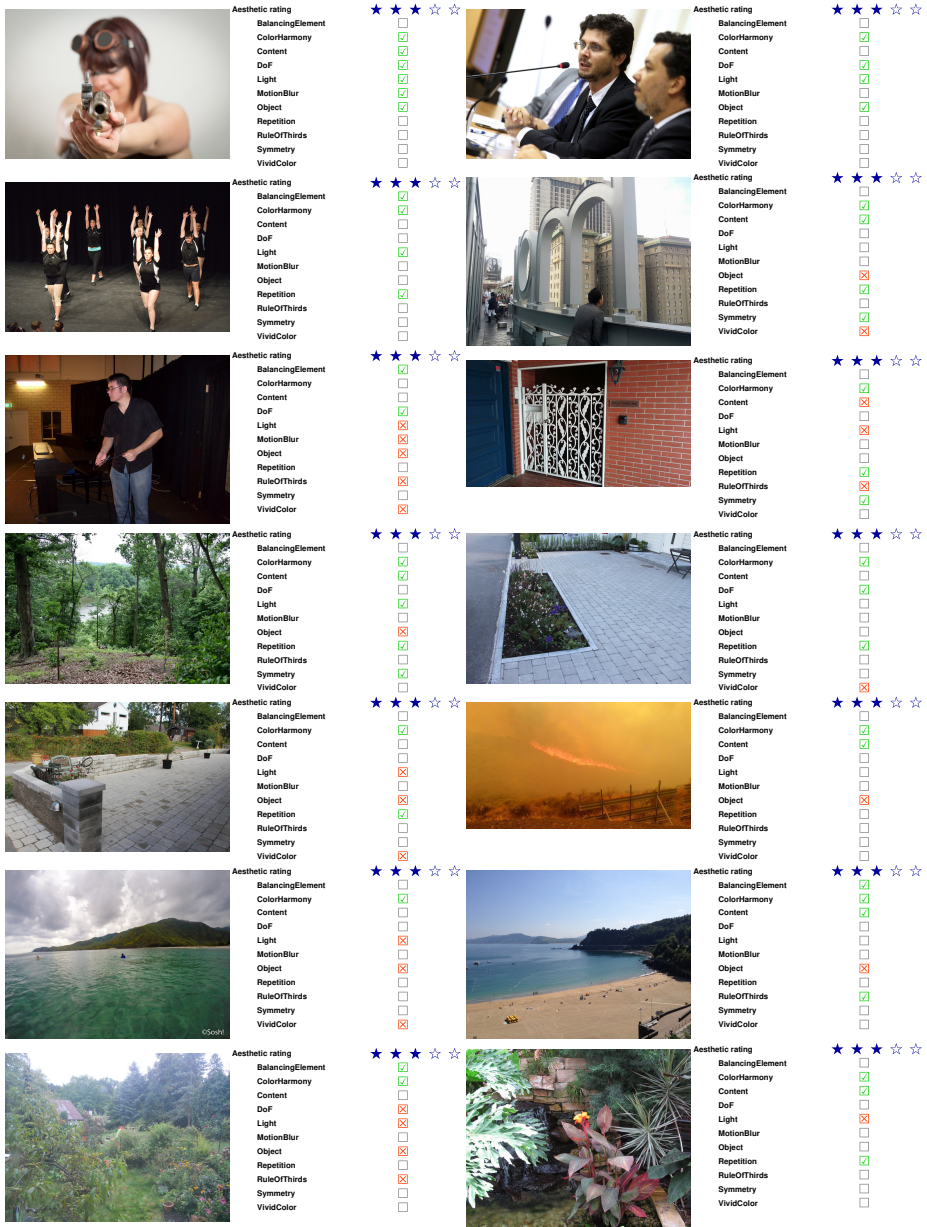 Aesthetic rating ★ ★ ★ ☆ ☆
BalancingElement ☐
ColorHarmony ☑
Content ☑
DoF ☑
Light ☑
MotionBlur ☑
Object ☑
Repetition ☐
RuleOfThirds ☐
Symmetry ☐
VividColor ☐
Aesthetic rating ★ ★ ★ ☆ ☆
BalancingElement ☐
ColorHarmony ☑
Content ☐
DoF ☑
Light ☑
MotionBlur ☐
Object ☑
Repetition ☐
RuleOfThirds ☐
Symmetry ☐
VividColor ☐
Aesthetic rating ★ ★ ★ ☆ ☆
BalancingElement ☑
ColorHarmony ☑
Content ☐
DoF ☐
Light ☑
MotionBlur ☐
Object ☐
Repetition ☑
RuleOfThirds ☐
Symmetry ☐
VividColor ☐
Aesthetic rating ★ ★ ★ ☆ ☆
BalancingElement ☐
ColorHarmony ☑
Content ☑
DoF ☐
Light ☐
MotionBlur ☐
Object ☒
Repetition ☑
RuleOfThirds ☐
Symmetry ☑
VividColor ☒
Aesthetic rating ★ ★ ★ ☆ ☆
BalancingElement ☑
ColorHarmony ☐
Content ☐
DoF ☑
Light ☒
MotionBlur ☒
Object ☒
Repetition ☐
RuleOfThirds ☒
Symmetry ☐
VividColor ☒
Aesthetic rating ★ ★ ★ ☆ ☆
BalancingElement ☐
ColorHarmony ☑
Content ☒
DoF ☐
Light ☒
MotionBlur ☐
Object ☐
Repetition ☑
RuleOfThirds ☒
Symmetry ☑
VividColor ☐
Aesthetic rating ★ ★ ★ ☆ ☆
BalancingElement ☐
ColorHarmony ☑
Content ☑
DoF ☐
Light ☑
MotionBlur ☐
Object ☒
Repetition ☑
RuleOfThirds ☐
Symmetry ☑
VividColor ☐
Aesthetic rating ★ ★ ★ ☆ ☆
BalancingElement ☐
ColorHarmony ☑
Content ☐
DoF ☑
Light ☐
MotionBlur ☐
Object ☐
Repetition ☑
RuleOfThirds ☐
Symmetry ☐
VividColor ☒
Aesthetic rating ★ ★ ★ ☆ ☆
BalancingElement ☐
ColorHarmony ☑
Content ☐
DoF ☐
Light ☒
MotionBlur ☐
Object ☒
Repetition ☑
RuleOfThirds ☐
Symmetry ☐
VividColor ☒
Aesthetic rating ★ ★ ★ ☆ ☆
BalancingElement ☐
ColorHarmony ☑
Content ☑
DoF ☐
Light ☐
MotionBlur ☐
Object ☒
Repetition ☐
RuleOfThirds ☐
Symmetry ☐
VividColor ☐
©Sosh!
Aesthetic rating ★ ★ ★ ☆ ☆
BalancingElement ☐
ColorHarmony ☑
Content ☐
DoF ☐
Light ☒
MotionBlur ☐
Object ☒
Repetition ☐
RuleOfThirds ☐
Symmetry ☐
VividColor ☒
Aesthetic rating ★ ★ ★ ☆ ☆
BalancingElement ☑
ColorHarmony ☑
Content ☑
DoF ☐
Light ☐
MotionBlur ☐
Object ☒
Repetition ☐
RuleOfThirds ☑
Symmetry ☐
VividColor ☐
Aesthetic rating ★ ★ ★ ☆ ☆
BalancingElement ☑
ColorHarmony ☑
Content ☐
DoF ☒
Light ☒
MotionBlur ☐
Object ☒
Repetition ☐
RuleOfThirds ☒
Symmetry ☐
VividColor ☐
Aesthetic rating ★ ★ ★ ☆ ☆
BalancingElement ☐
ColorHarmony ☑
Content ☑
DoF ☐
Light ☒
MotionBlur ☐
Object ☐
Repetition ☑
RuleOfThirds ☐
Symmetry ☐
VividColor ☐